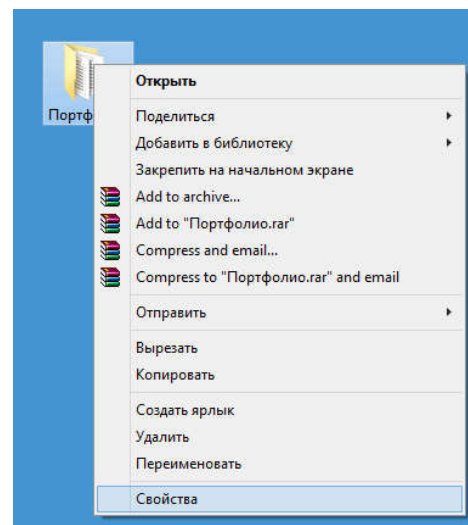 Открыть
Портф
Поделиться
Добавить в библиотеку
Закрепить на начальном экране
Add to archive...
Add to "Портфолио.rar"
Compress and email...
Compress to "Портфолио.rar" and email
Отправить
Вырезать
Копировать
Создать ярлык
Удалить
Переименовать
Свойства